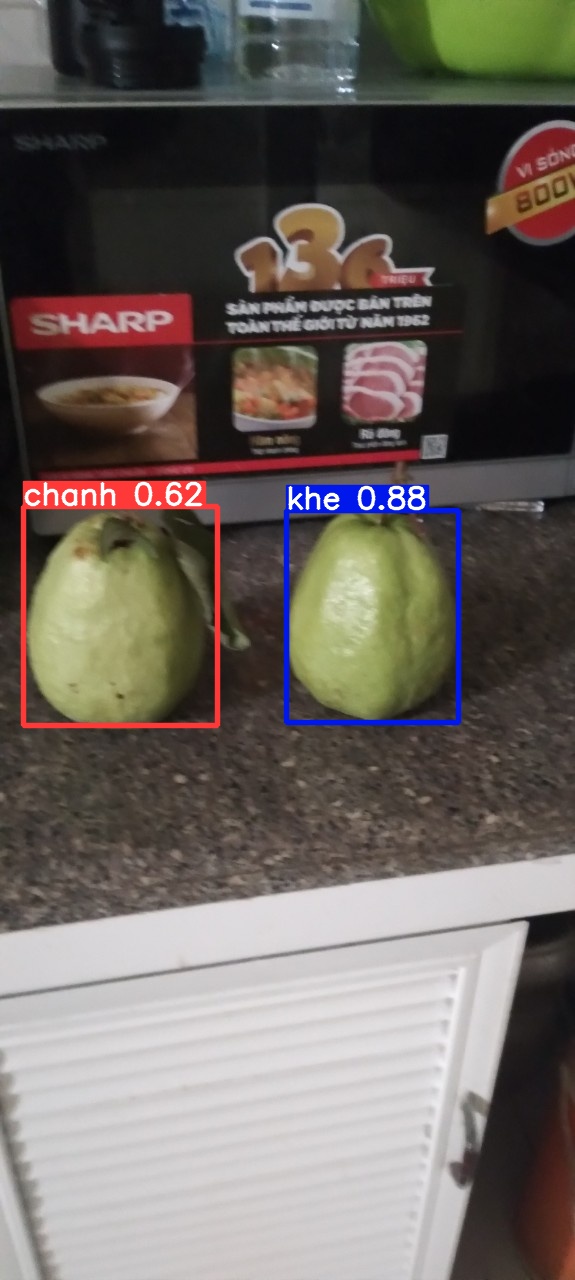 SHARP
VI SÓNG
800W
136
TRIỆU
SẢN PHẨM ĐƯỢC BÁN TRÊN
TOÀN THẾ GIỚI TỪ NĂM 1962
SHARP
Rã đông
chanh 0.62
khe 0.88